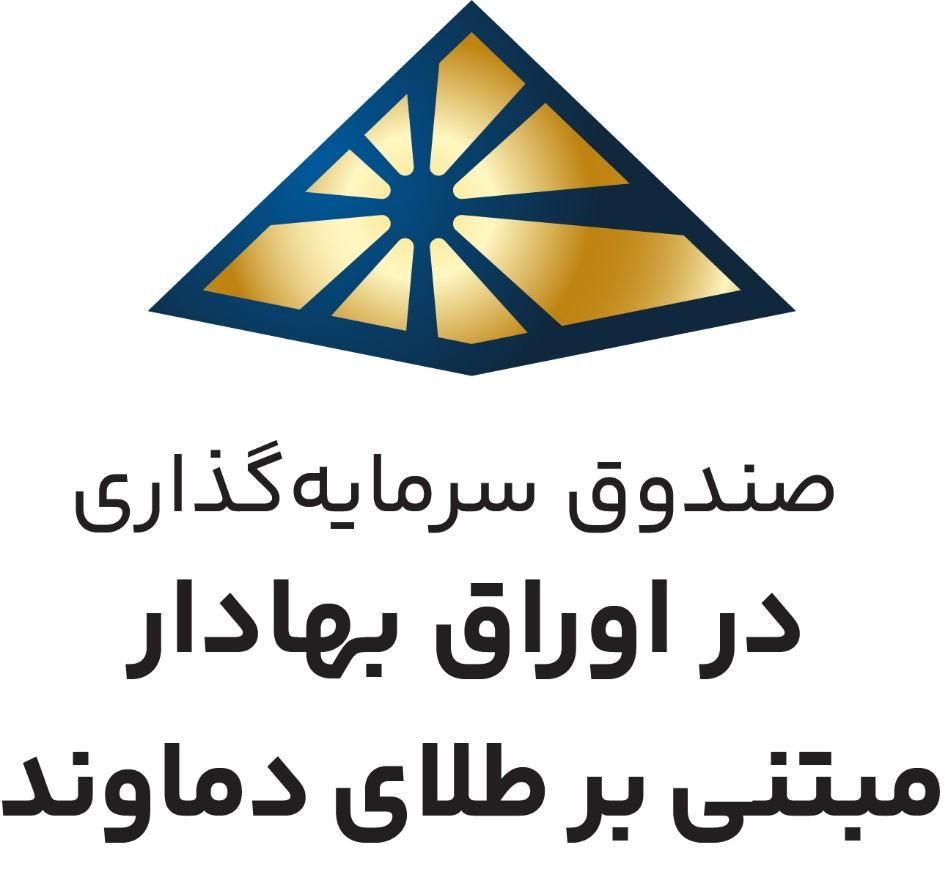 صندوق سرمایه‌گذاری
در اوراق بهادار
مبتنی بر طلای دماوند